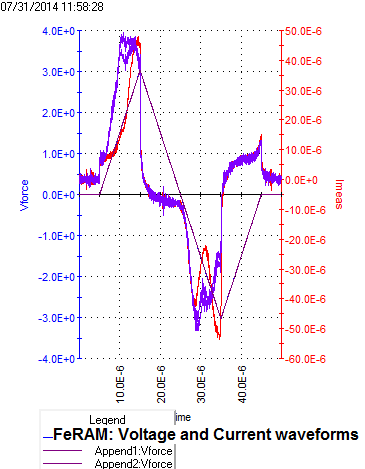 07/31/2014 11:58:28
4.0E+0
3.0E+0
2.0E+0
1.0E+0
0.0E+0
-1.0E+0
-2.0E+0
-3.0E+0
-4.0E+0
Vforce
50.0E-6
40.0E-6
30.0E-6
20.0E-6
10.0E-6
0.0E+0
-10.0E-6
-20.0E-6
-30.0E-6
-40.0E-6
-50.0E-6
-60.0E-6
Imeas
10.0E-6
20.0E-6
30.0E-6
40.0E-6
Legend
ime
FeRAM: Voltage and Current waveforms
Append1:Vforce
Append2:Vforce